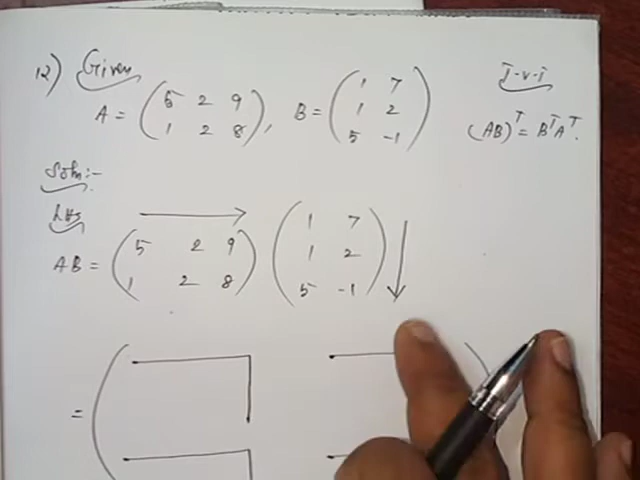 12) Given T-v-t
A = ( 5 2 9 1 2 8 ), B = ( 1 7 1 2 5 -1 ) (AB)ᵀ = BᵀAᵀ.
Soln:-
LHS
AB = ( 5 2 9 1 2 8 ) ( 1 7 1 2 5 -1 )
= (